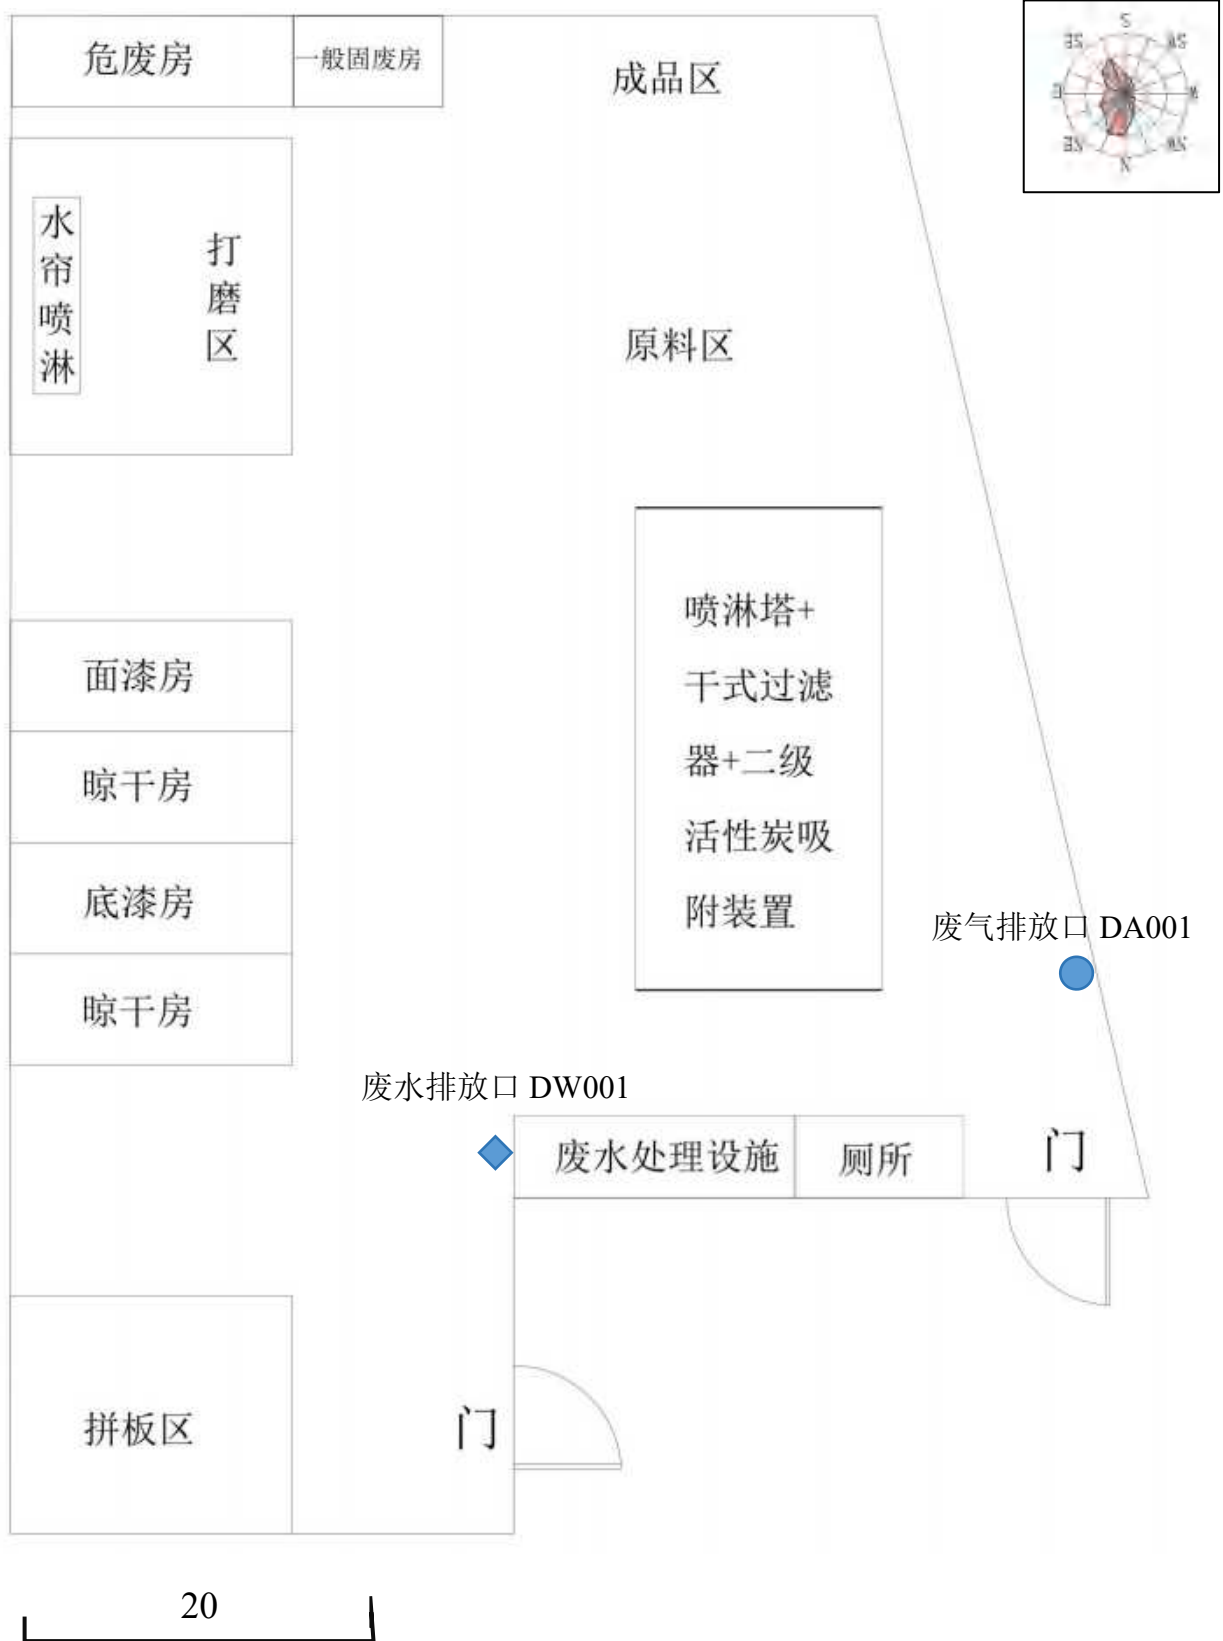 危废房
一般固废房
成品区
S
SE
SW
E
W
NE
NW
N
水帘喷淋
打磨区
原料区
喷淋塔+
干式过滤
器+二级
活性炭吸
附装置
面漆房
晾干房
底漆房
晾干房
废气排放口 DA001
废水排放口 DW001
废水处理设施
厕所
门
拼板区
门
20